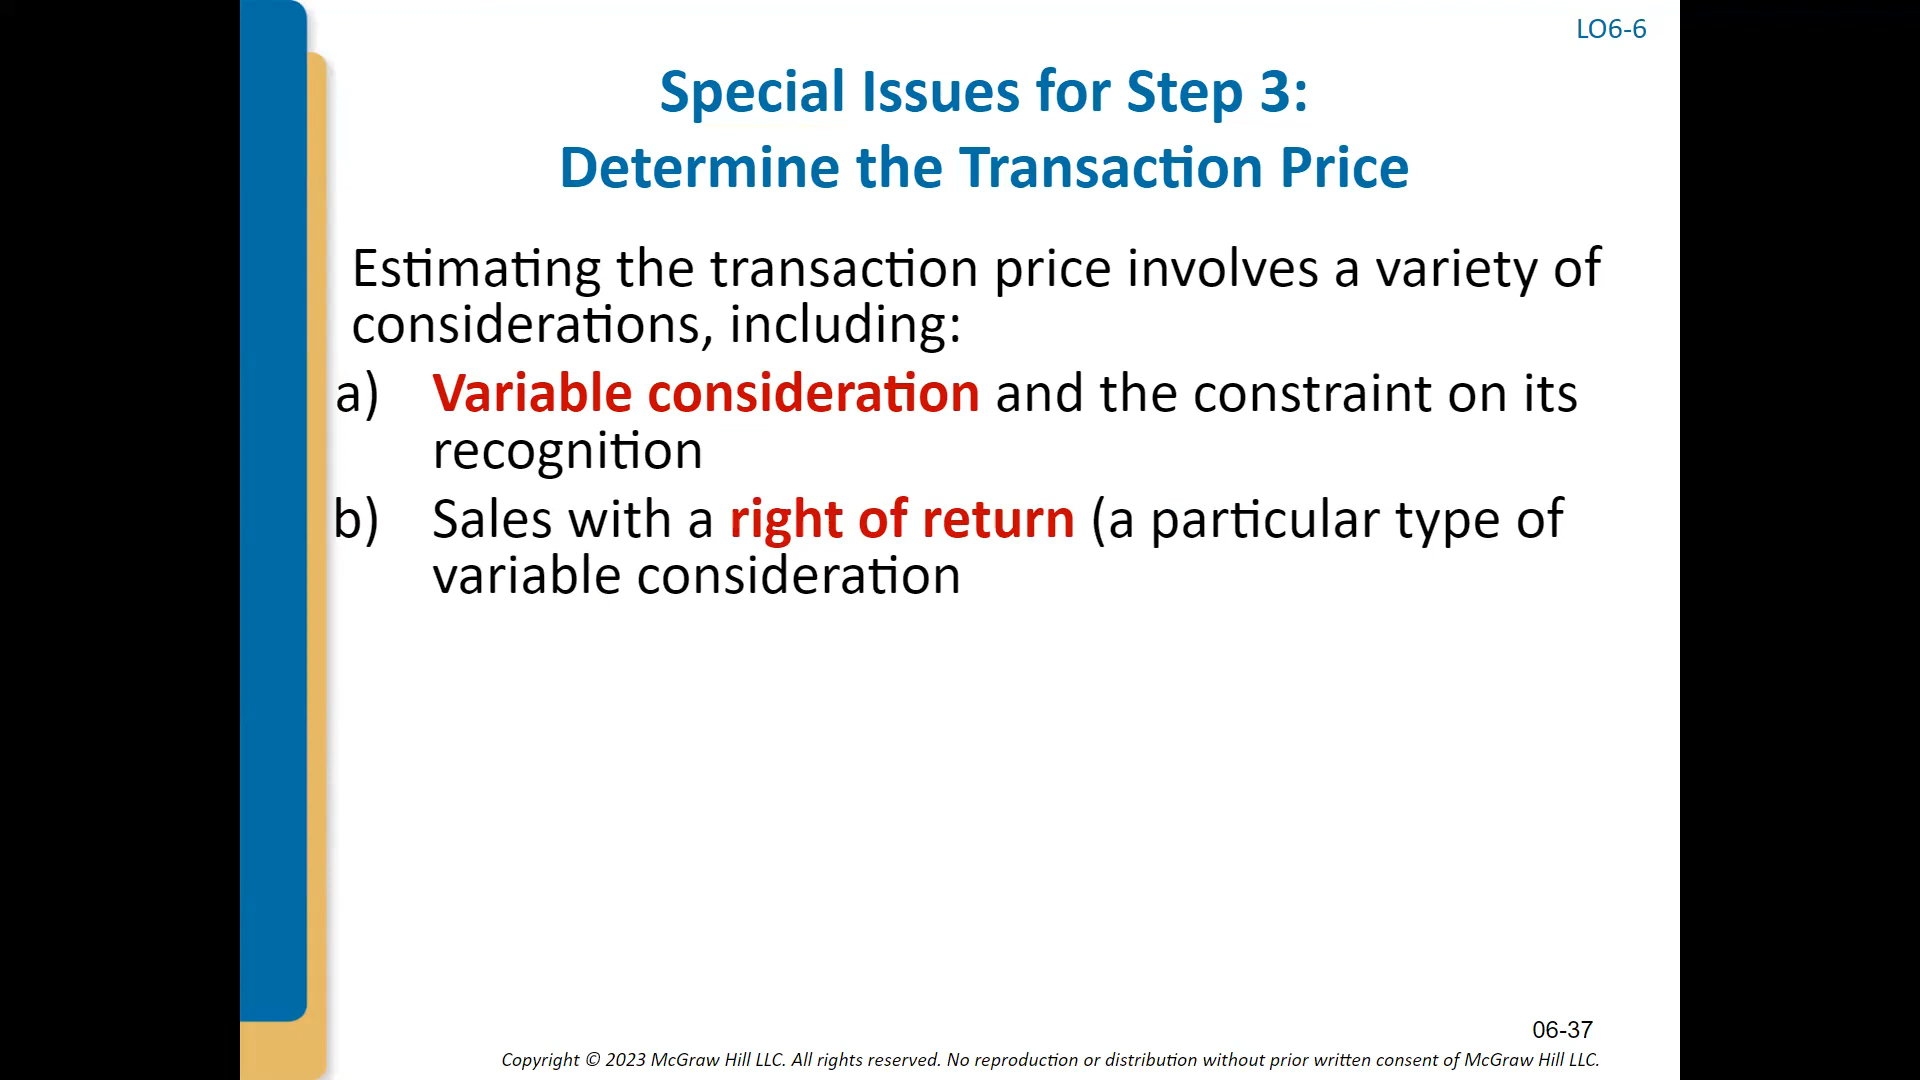 LO6-6
Special Issues for Step 3:
Determine the Transaction Price
Estimating the transaction price involves a variety of
considerations, including:
a) Variable consideration and the constraint on its
recognition
b) Sales with a right of return (a particular type of
variable consideration
06-37
Copyright © 2023 McGraw Hill LLC. All rights reserved. No reproduction or distribution without prior written consent of McGraw Hill LLC.